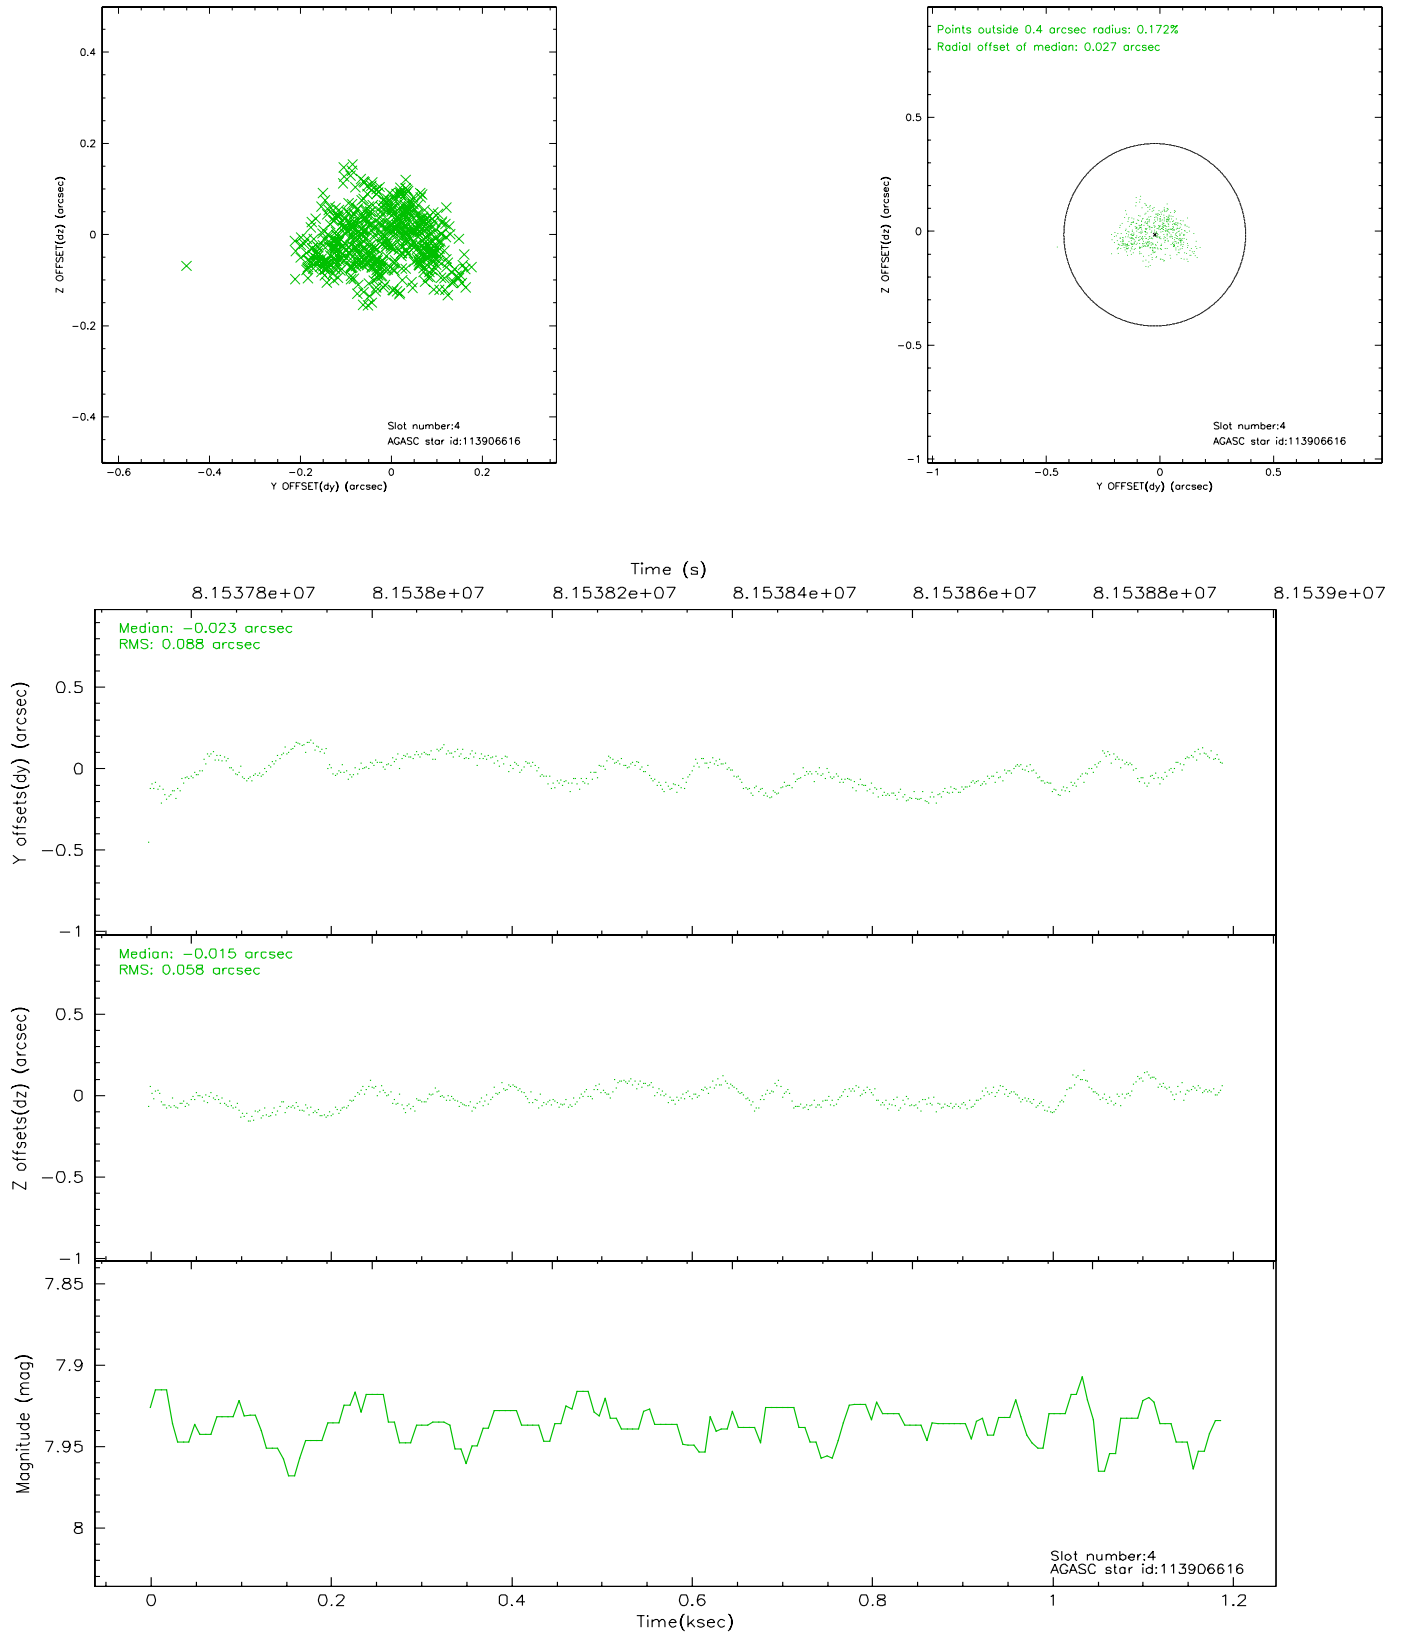 0.4
0.2
0
−0.2
−0.4
−0.6
−0.4
−0.2
0
0.2
Z OFFSET(dz) (arcsec)
Y OFFSET(dy) (arcsec)
Slot number:4
AGASC star id:113906616
Points outside 0.4 arcsec radius: 0.172%
Radial offset of median: 0.027 arcsec
0.5
0
−0.5
−1
−1
−0.5
0
0.5
Z OFFSET(dz) (arcsec)
Y OFFSET(dy) (arcsec)
Slot number:4
AGASC star id:113906616
Time (s)
8.15378e+07
8.1538e+07
8.15382e+07
8.15384e+07
8.15386e+07
8.15388e+07
8.1539e+07
Median: −0.023 arcsec
RMS: 0.088 arcsec
0.5
0
−0.5
−1
Y offsets(dy) (arcsec)
Median: −0.015 arcsec
RMS: 0.058 arcsec
0.5
0
−0.5
−1
Z offsets(dz) (arcsec)
7.85
7.9
7.95
8
Magnitude (mag)
Slot number:4
AGASC star id:113906616
0
0.2
0.4
0.6
0.8
1
1.2
Time(ksec)